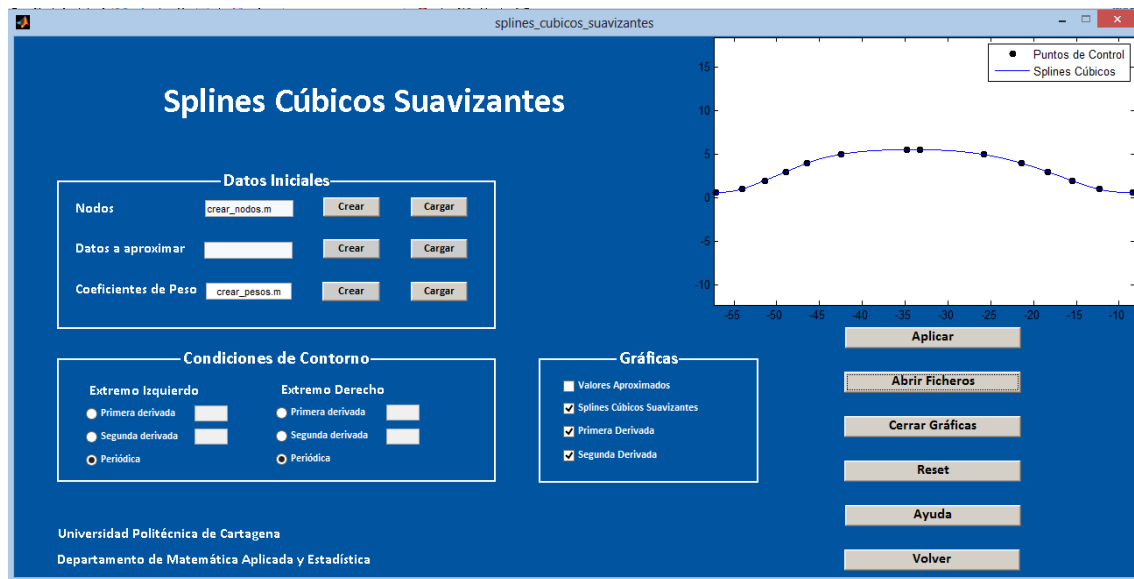 splines_cubicos_suavizantes
Splines Cúbicos Suavizantes
Datos Iniciales
Nodos
crear_nodos.m
Crear
Cargar
Datos a aproximar
Crear
Cargar
Coeficientes de Peso
crear_pesos.m
Crear
Cargar
Condiciones de Contorno
Extremo Izquierdo
Primera derivada
Segunda derivada
Periódica
Extremo Derecho
Primera derivada
Segunda derivada
Periódica
Gráficas
Valores Aproximados
Splines Cúbicos Suavizantes
Primera Derivada
Segunda Derivada
Puntos de Control
Splines Cúbicos
15
10
5
0
-5
-10
-55 -50 -45 -40 -35 -30 -25 -20 -15 -10
Aplicar
Abrir Ficheros
Cerrar Gráficas
Reset
Ayuda
Volver
Universidad Politécnica de Cartagena
Departamento de Matemática Aplicada y Estadística